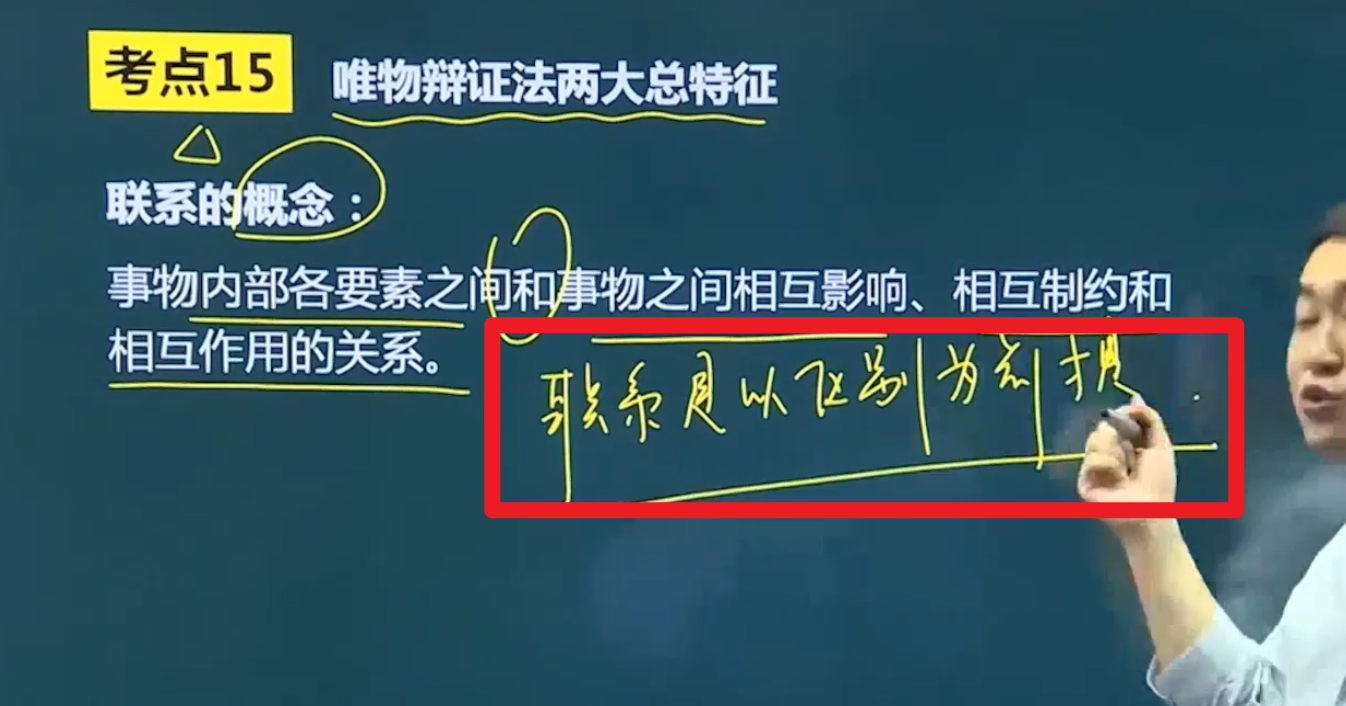 考点15
唯物辩证法两大总特征
联系的概念：
事物内部各要素之间和事物之间相互影响、相互制约和
相互作用的关系。
联系是以区别为前提